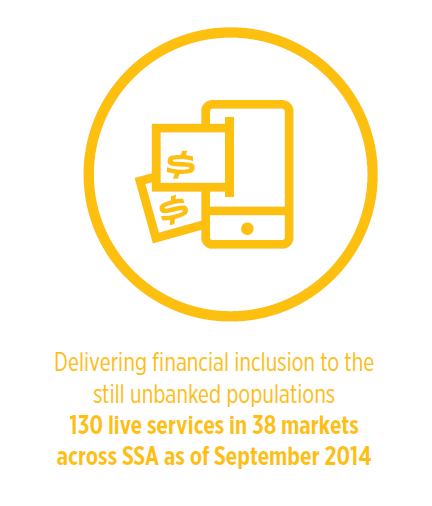 $
$
Delivering financial inclusion to the
still unbanked populations
130 live services in 38 markets
across SSA as of September 2014